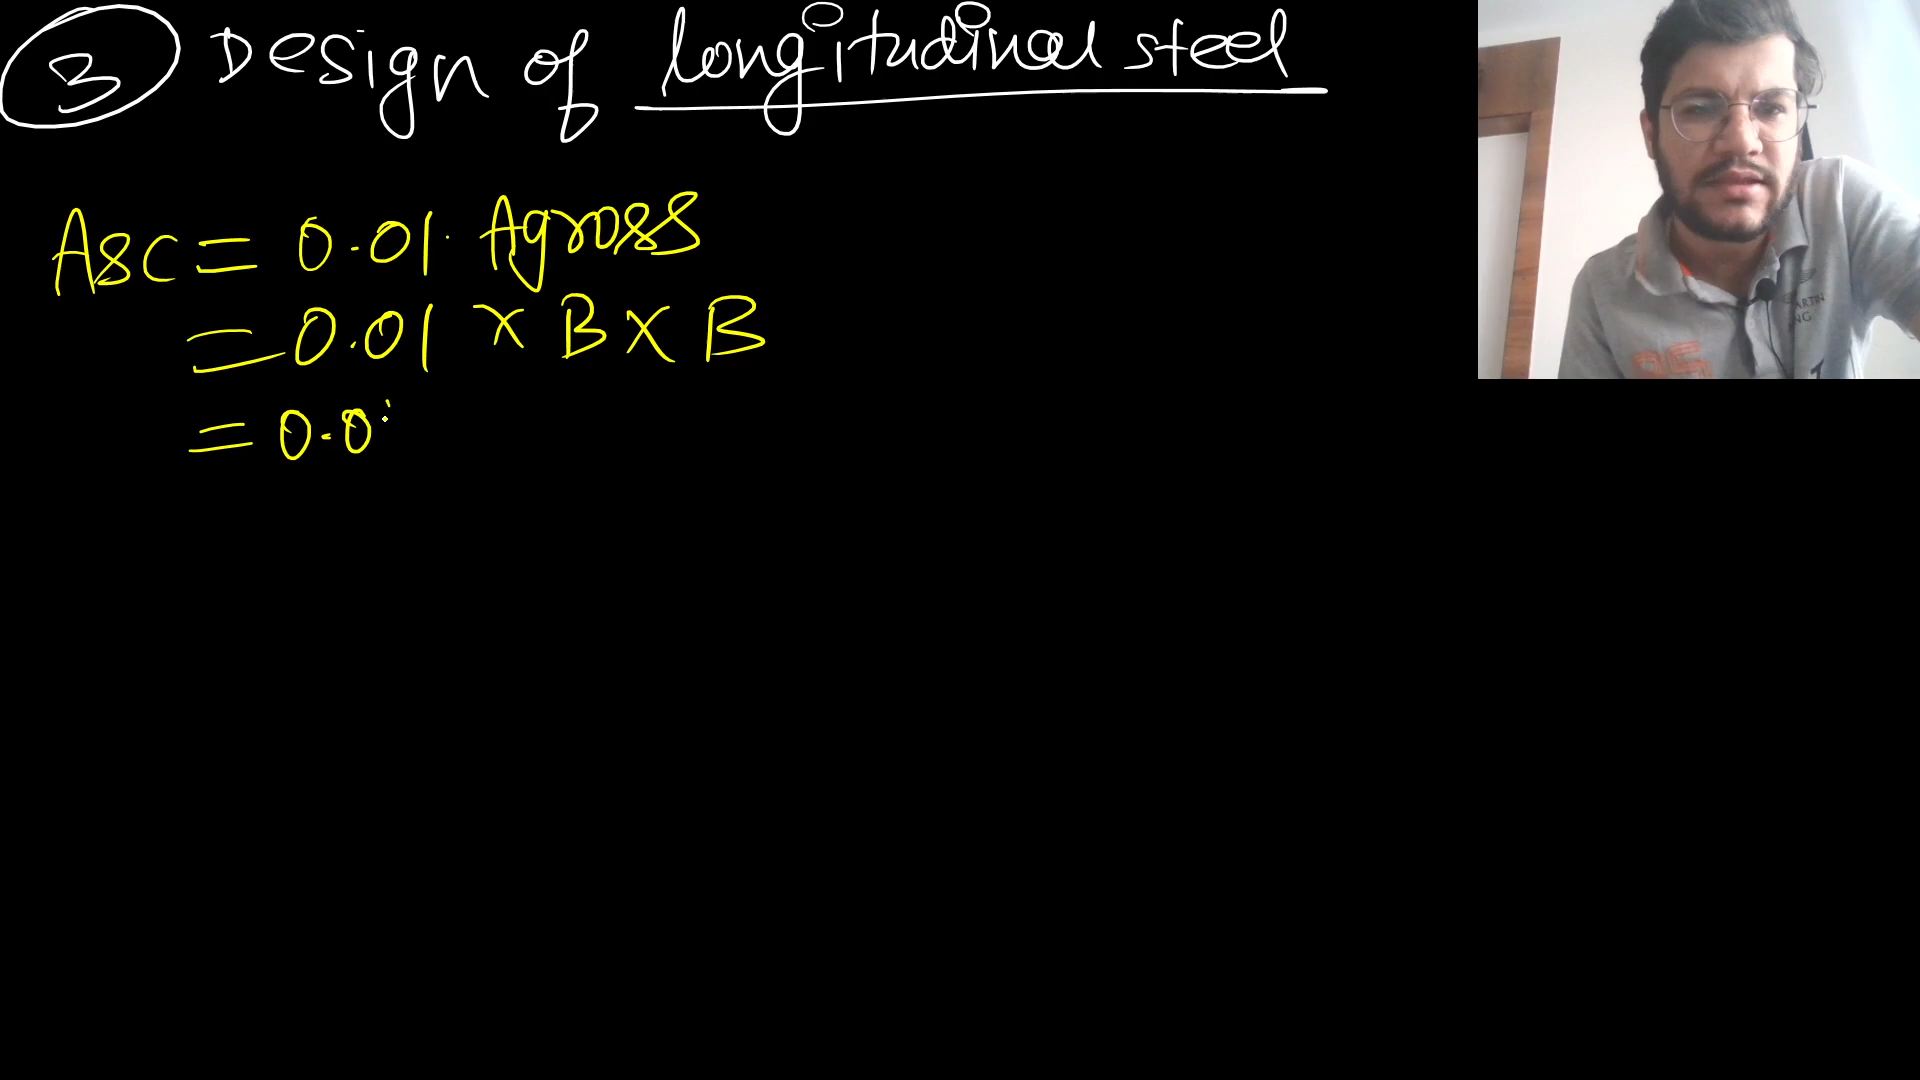 3 Design of longitudinal steel
Asc = 0.01 Agross
= 0.01 × B × B
= 0.0